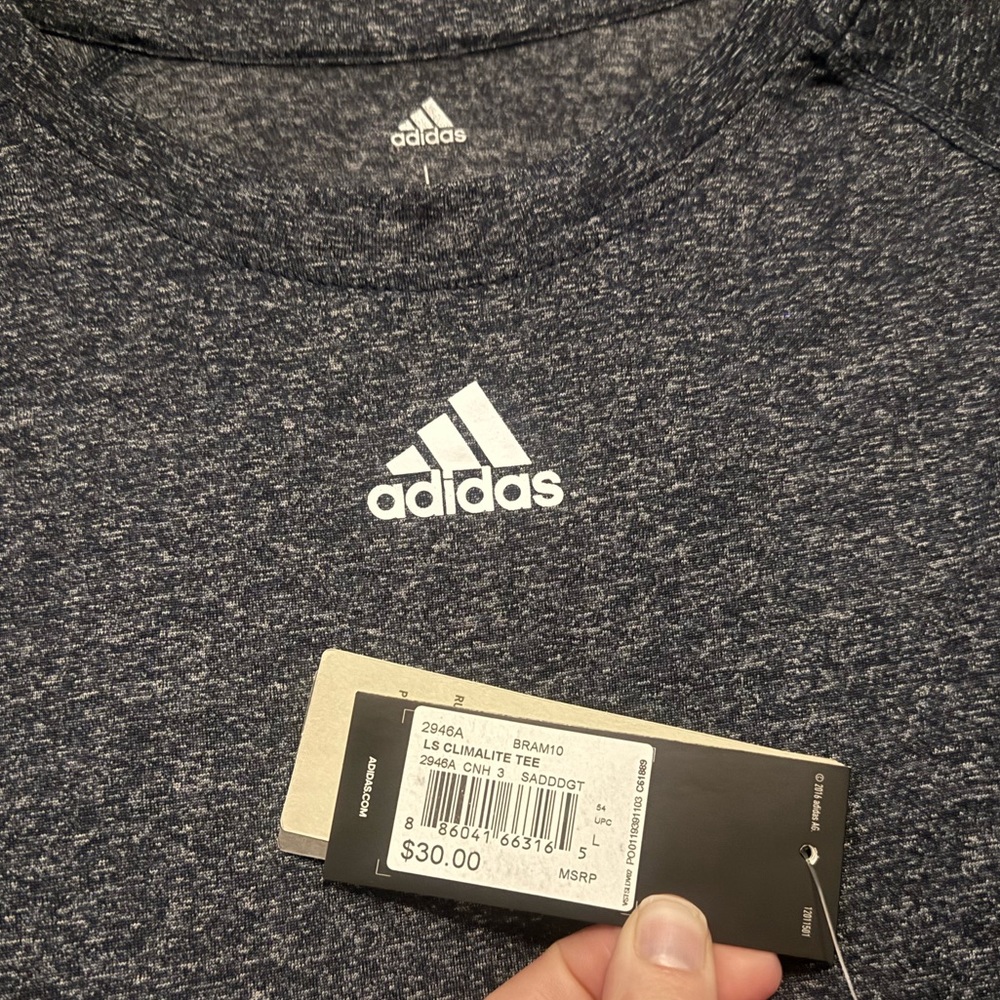 adidas
adidas
RU
P
ADIDAS.COM
2946A BRAM10
LS CLIMALITE TEE
2946A CNH 3 SADDDGT
54
UPC
L
8 86041 66316 5
$30.00
MSRP
PO0119391103 C61889
© 2016 adidas AG.